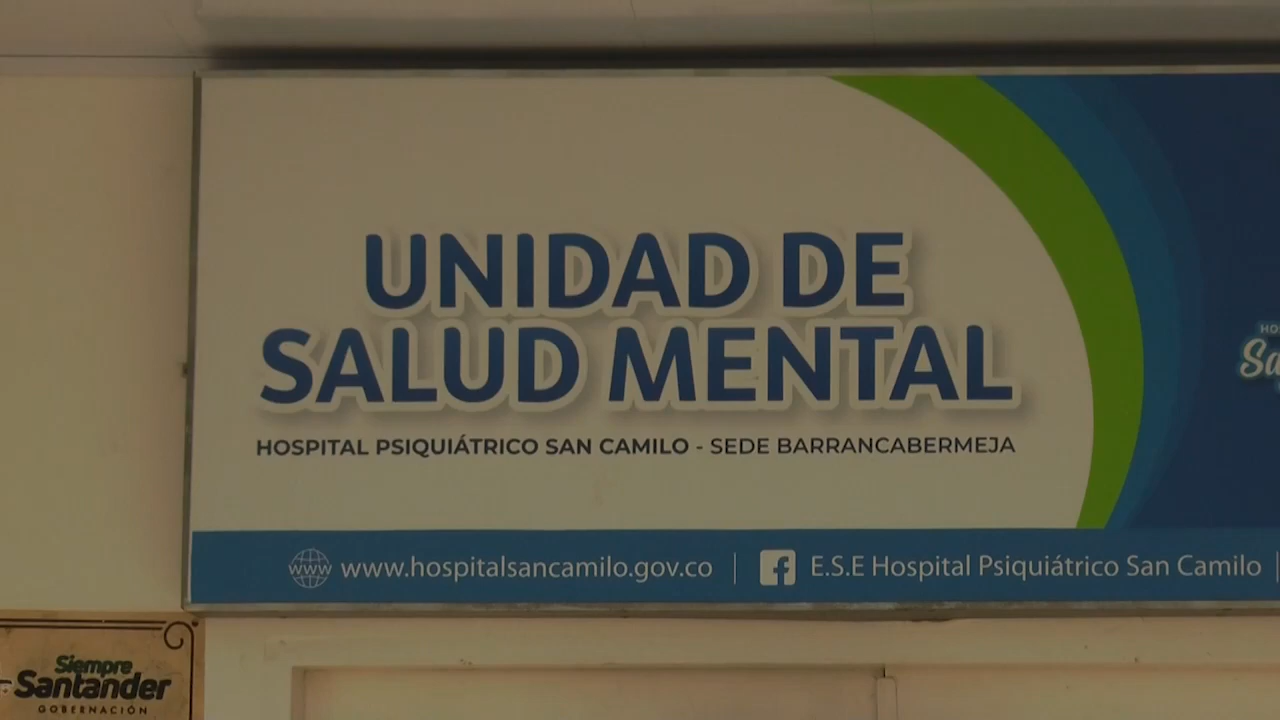 UNIDAD DE
SALUD MENTAL
HOSPITAL PSIQUIÁTRICO SAN CAMILO - SEDE BARRANCABERMEJA
www www.hospitalsancamilo.gov.co
E.S.E Hospital Psiquiátrico San Camilo
Siempre
Santander
GOBERNACIÓN